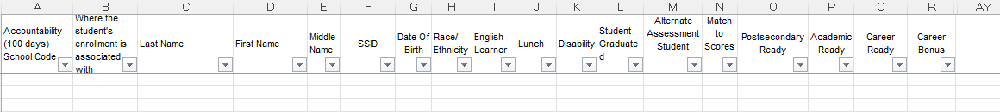 A B C D E F G H I J K L M N O P Q R AY
Accountability
(100 days)
School Code
Where the
student's
enrollment is
associated
with
Last Name
First Name
Middle
Name
SSID
Date Of
Birth
Race/
Ethnicity
English
Learner
Lunch
Disability
Student
Graduate
d
Alternate
Assessment
Student
Match
to
Scores
Postsecondary
Ready
Academic
Ready
Career
Ready
Career
Bonus